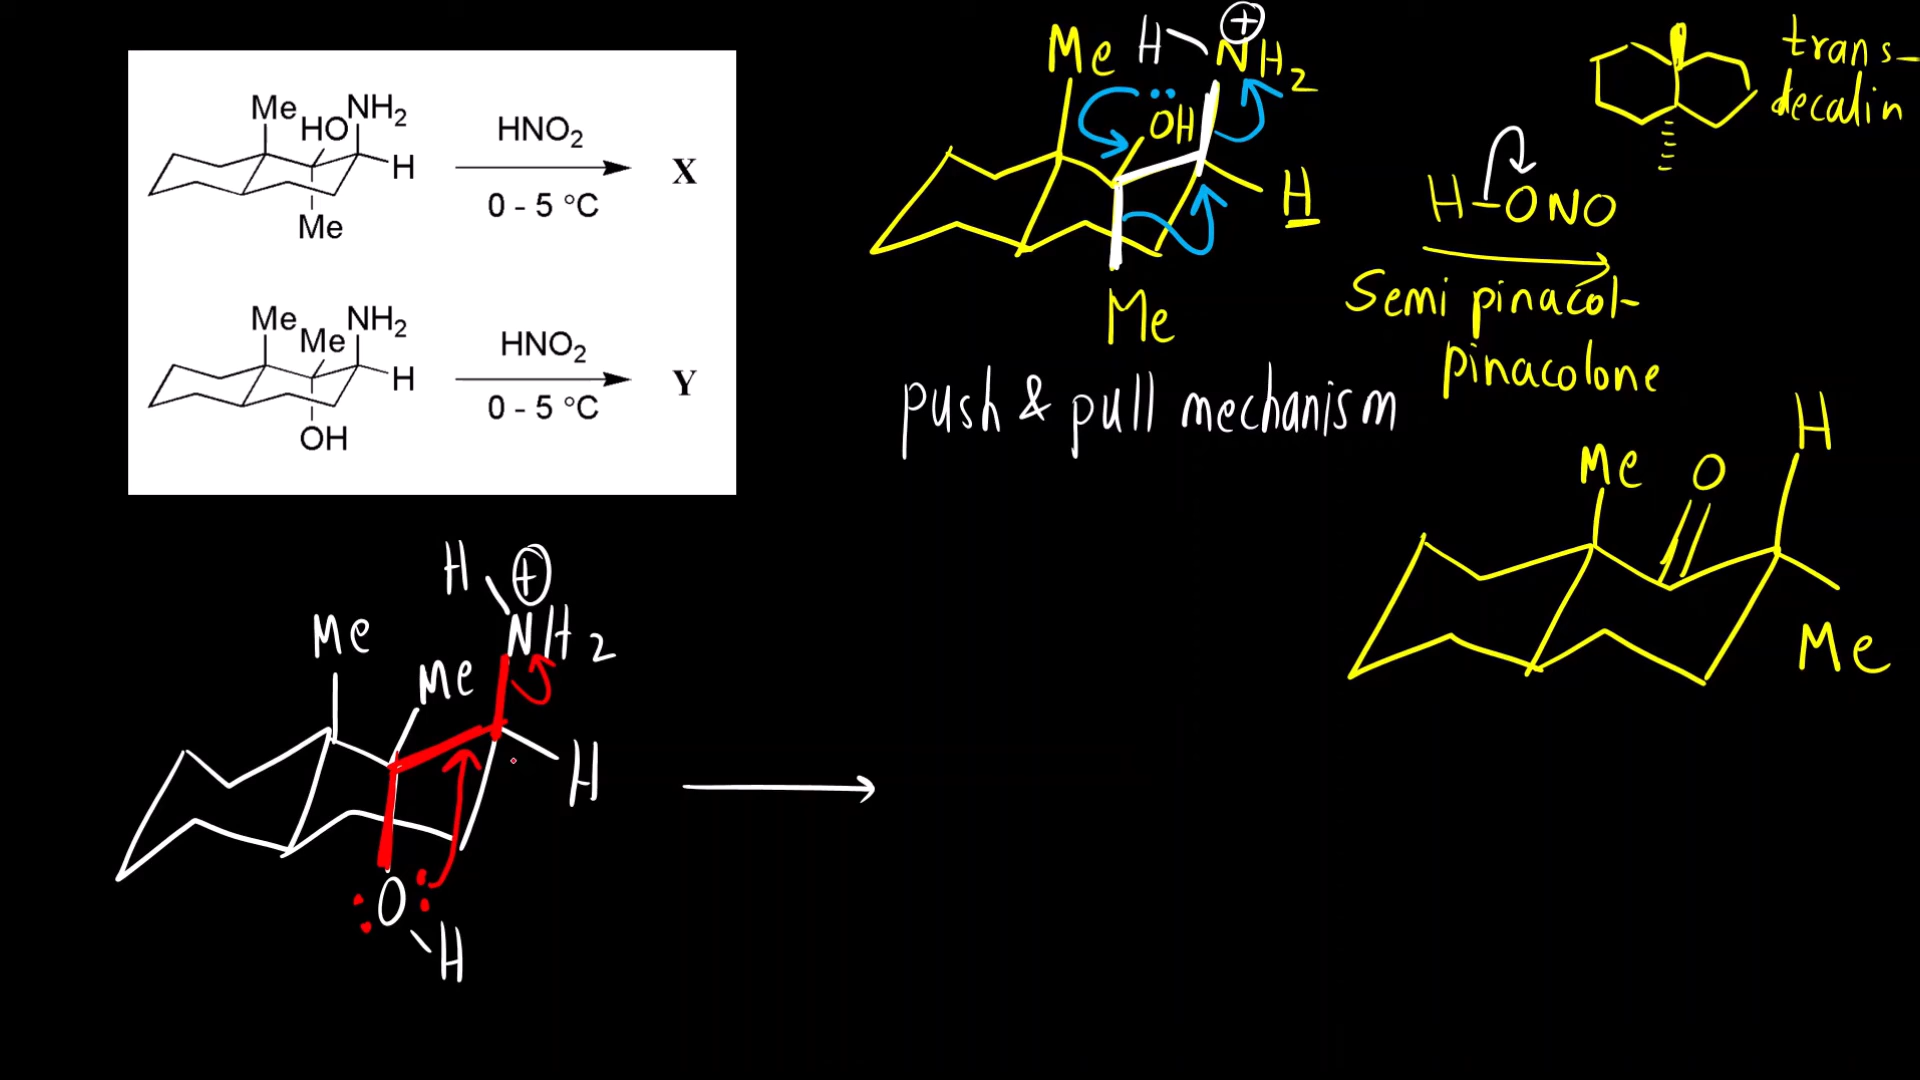 Me HO NH2
HNO2
H
X
0 - 5 °C
Me
Me Me NH2
HNO2
H
Y
0 - 5 °C
OH
Me H NH2
+
OH
H
Me
push & pull mechanism
H-ONO
Semi pinacol-
pinacolone
trans-
decalin
Me O H
Me
H +
NH2
Me
Me
H
O
H